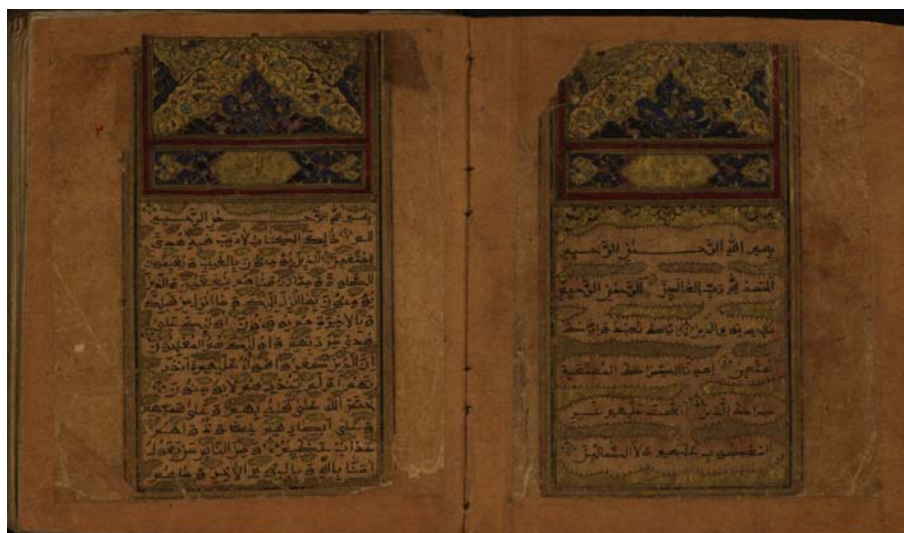 بسم الله الرحمن الرحيم
الحمد لله رب العالمين الرحمن الرحيم
ملك يوم الدين اياك نعبد و اياك
نستعين اهدنا الصراط المستقيم
صراط الذين انعمت عليهم غير
المغضوب عليهم ولا الضالين
بسم الله الرحمن الرحيم
الم ذلك الكتاب لا ريب فيه هدى
للمتقين الذين يؤمنون بالغيب ويقيمون
الصلوة ومما رزقناهم ينفقون والذين
يؤمنون بما انزل اليك وما انزل من قبلك
وبالاخرة هم يوقنون اولئك على
هدى من ربهم واولئك هم المفلحون
ان الذين كفروا سواء عليهم ءانذر
تهم ام لم تنذرهم لا يؤمنون
ختم الله على قلوبهم وعلى سمعهم
وعلى ابصارهم غشاوة ولهم
عذاب عظيم ومن الناس من يقول
امنا بالله وباليوم الاخر وما هم